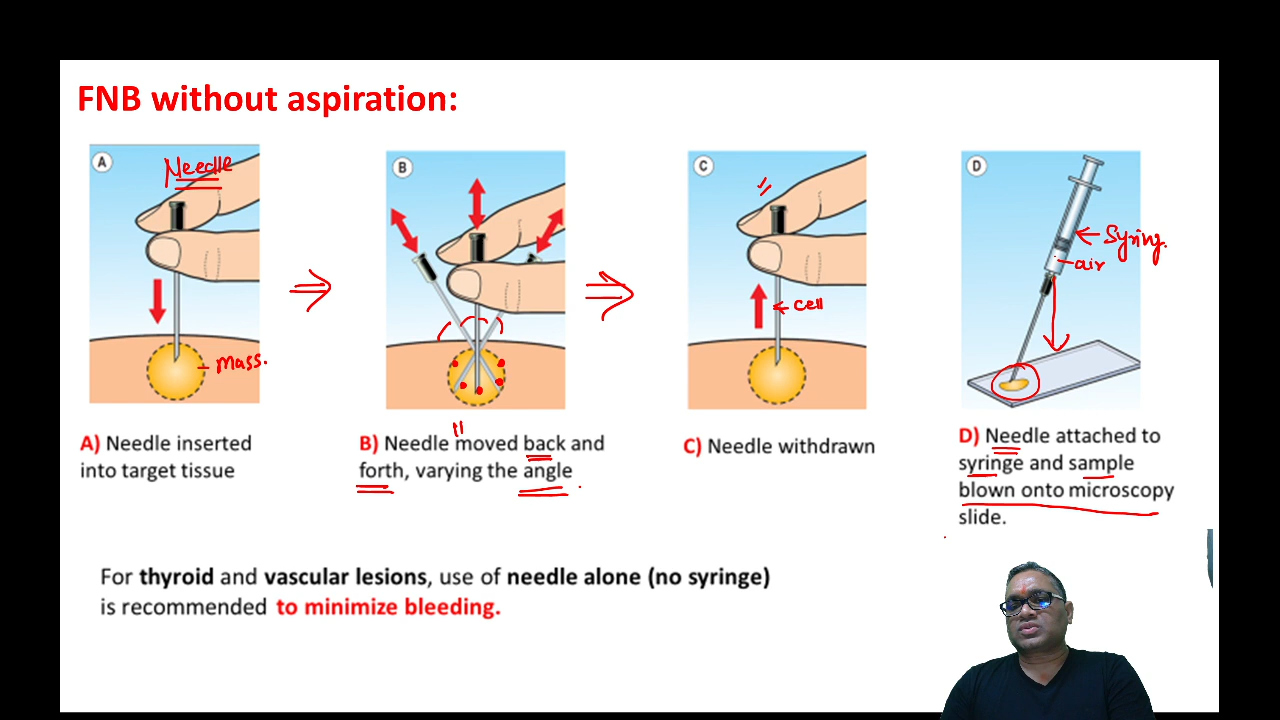 FNB without aspiration:
A
Needle
Mass.
B
C
cell
D
Syring.
air
A) Needle inserted
into target tissue
B) Needle moved back and
forth, varying the angle
C) Needle withdrawn
D) Needle attached to
syringe and sample
blown onto microscopy
slide.
For thyroid and vascular lesions, use of needle alone (no syringe)
is recommended to minimize bleeding.